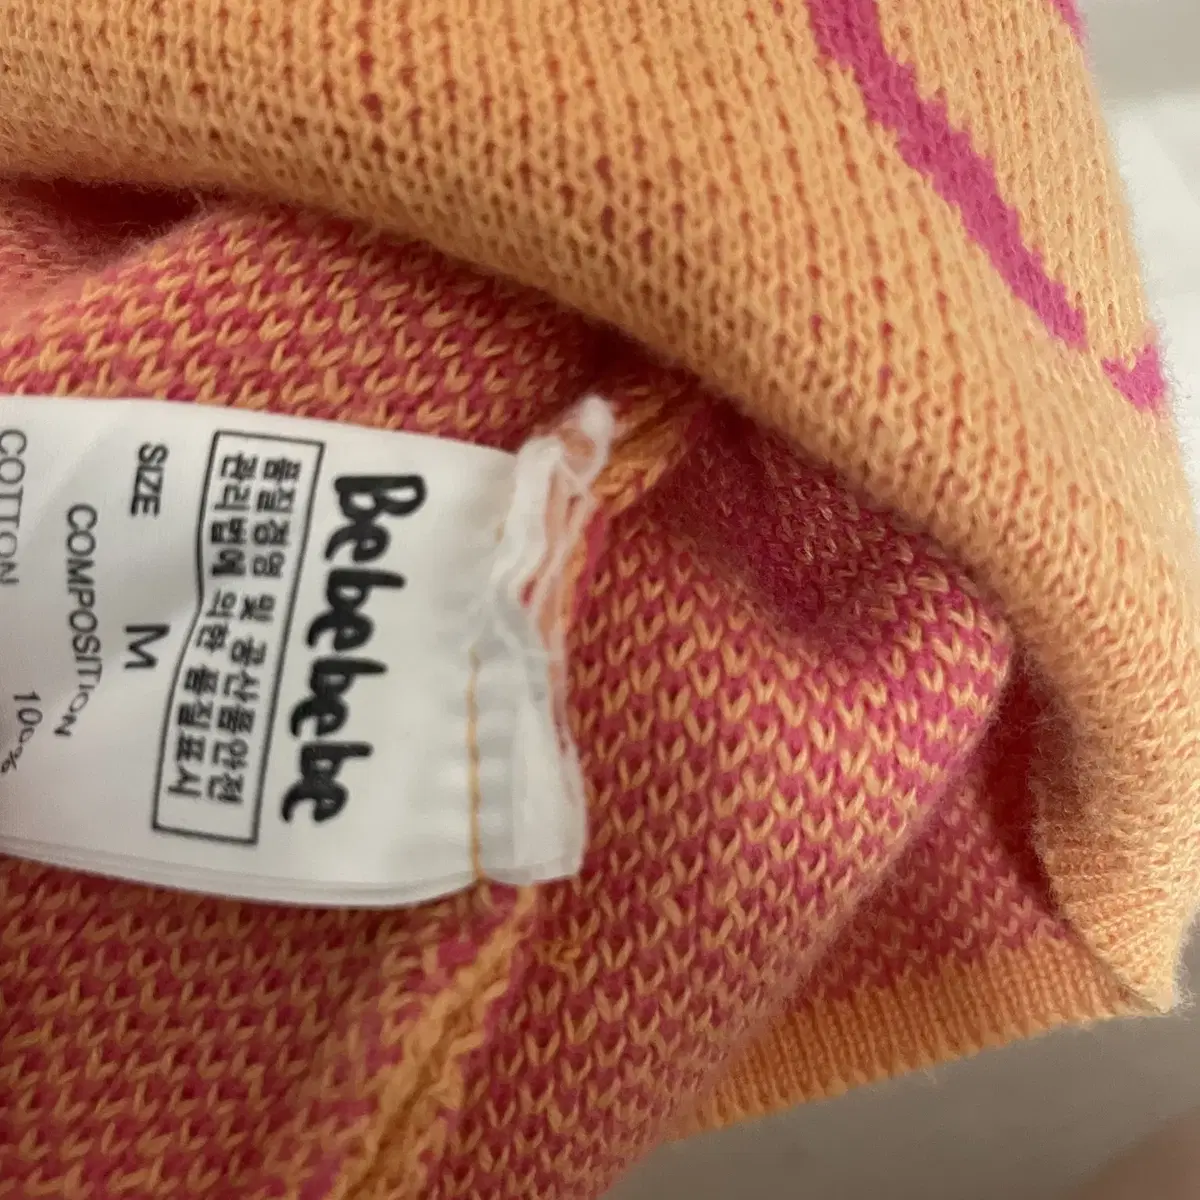 Bebebebebe
품질경영 및 공산품안전
관리법에 의한 품질표시
SIZE M
COMPOSITION
COTTON 100%